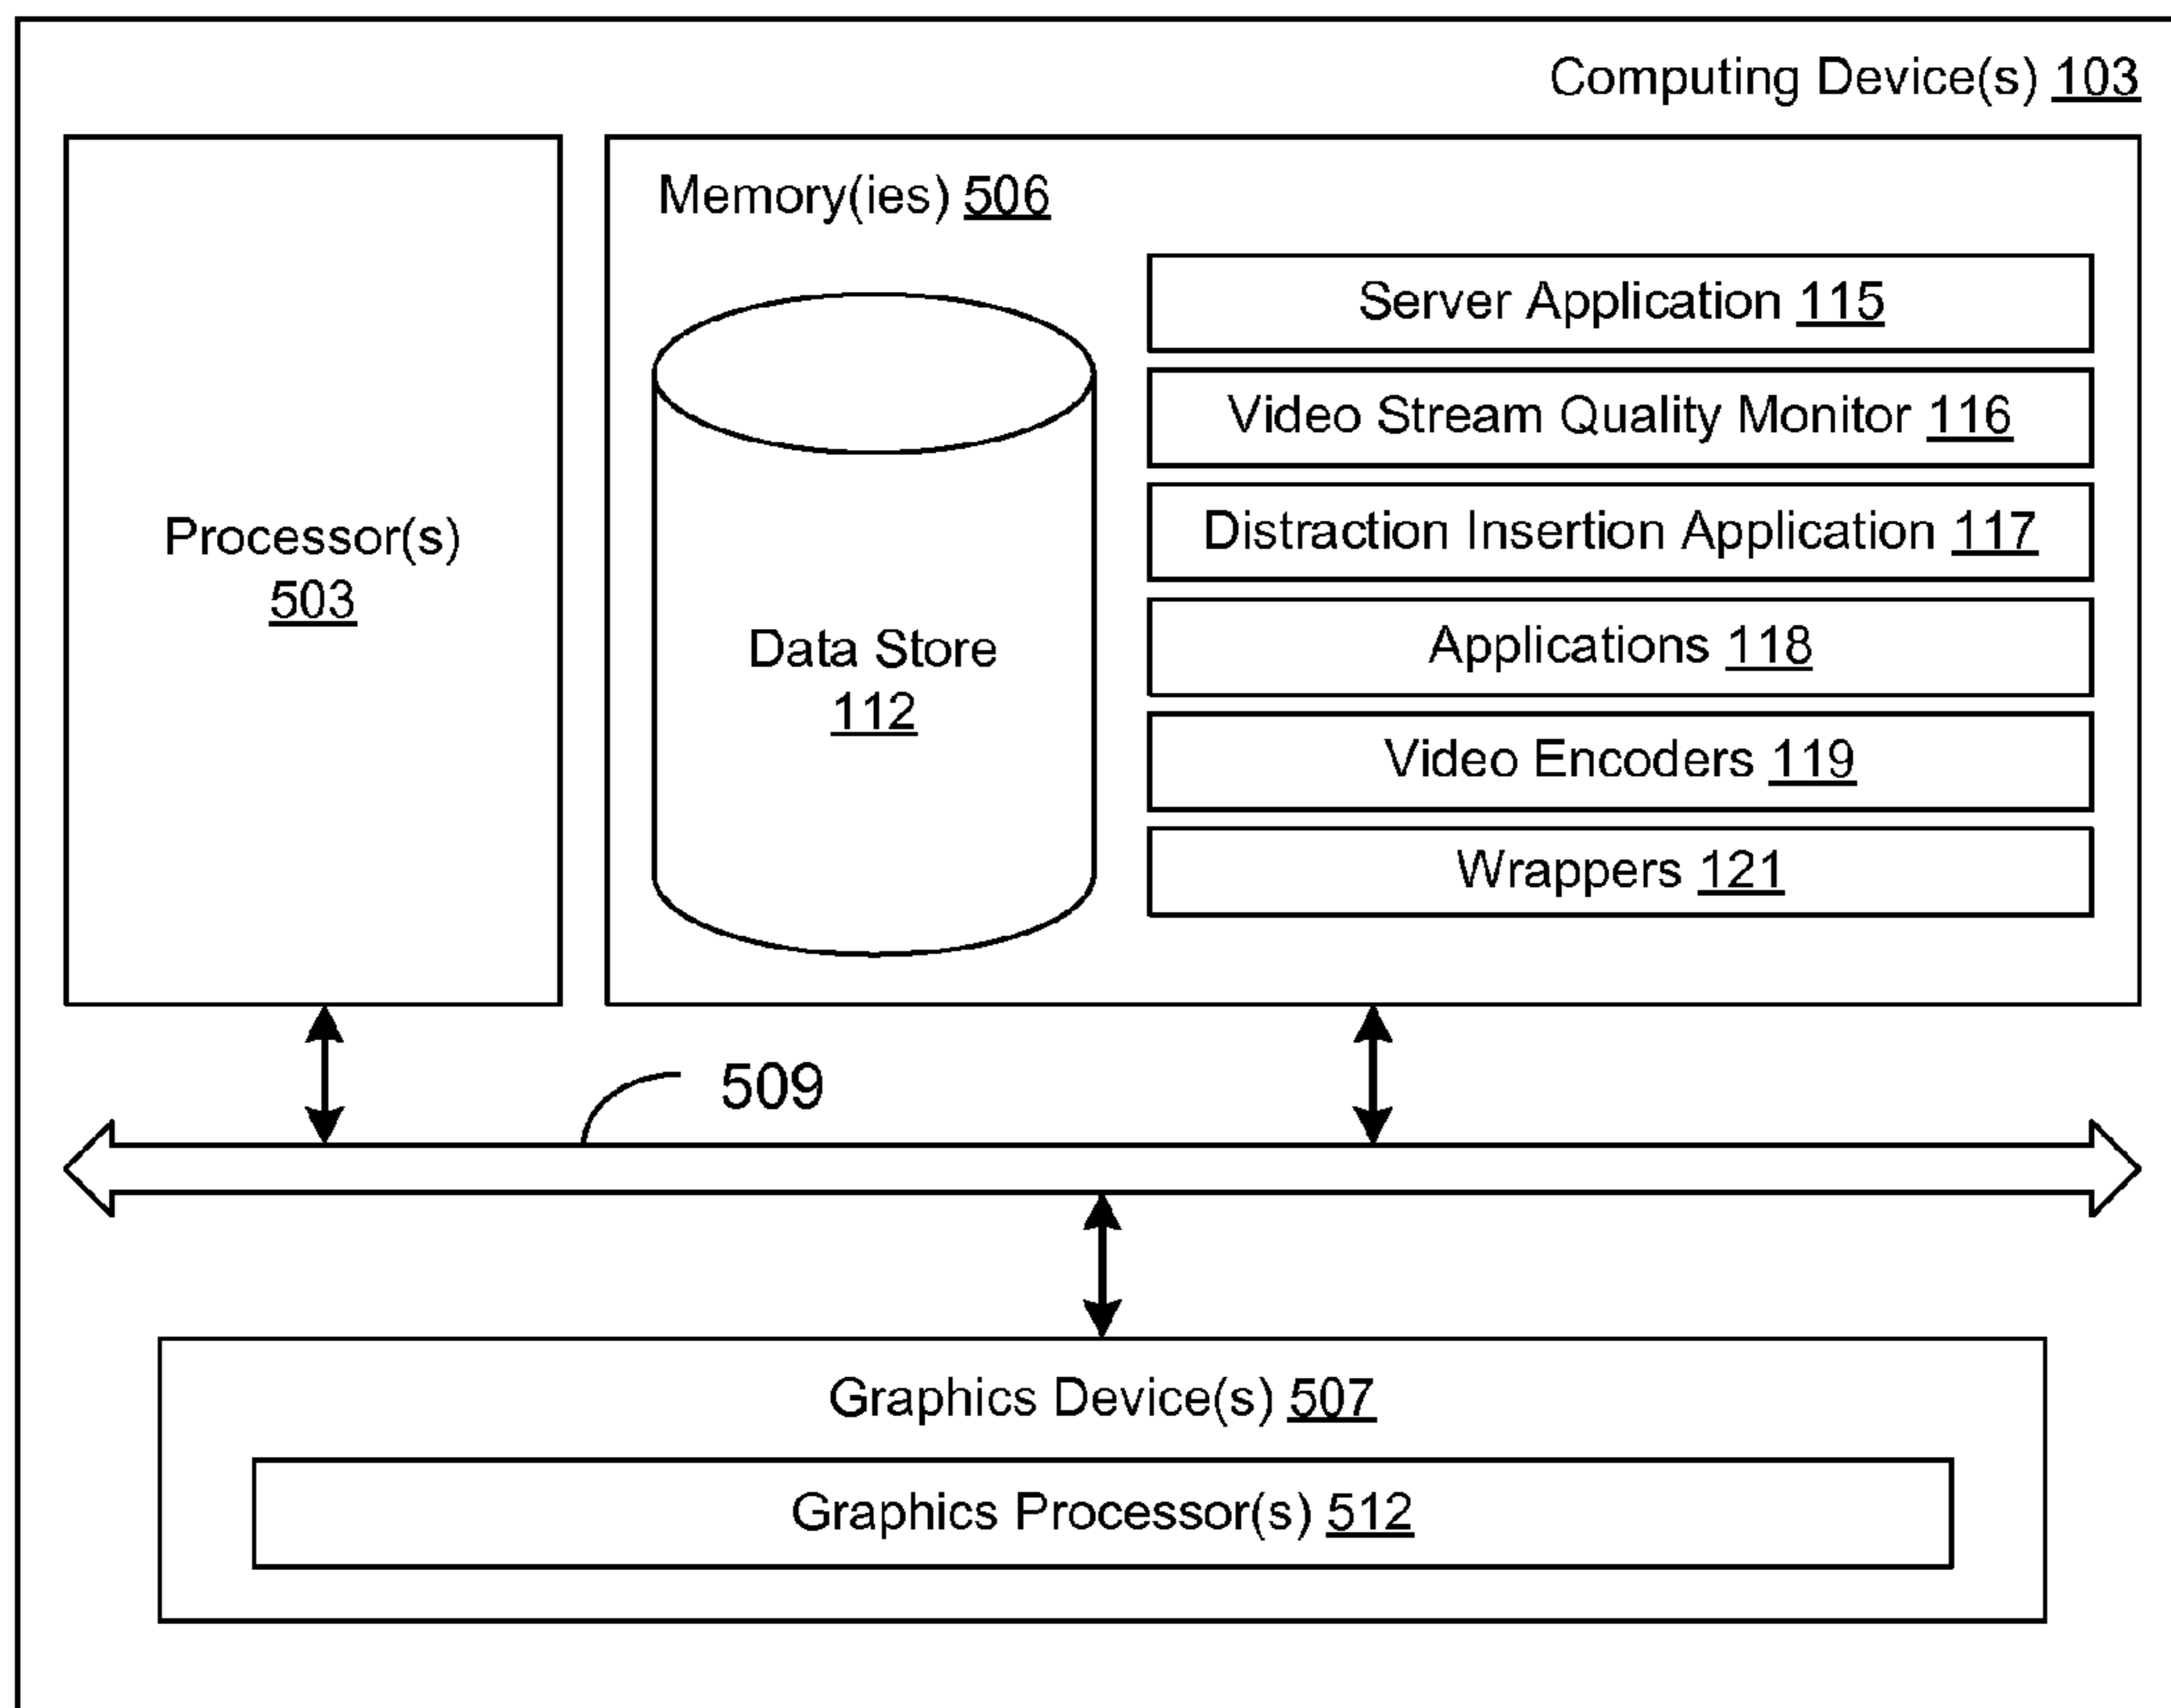 Computing Device(s) 103
Processor(s)
503
Memory(ies) 506
Data Store
112
Server Application 115
Video Stream Quality Monitor 116
Distraction Insertion Application 117
Applications 118
Video Encoders 119
Wrappers 121
509
Graphics Device(s) 507
Graphics Processor(s) 512